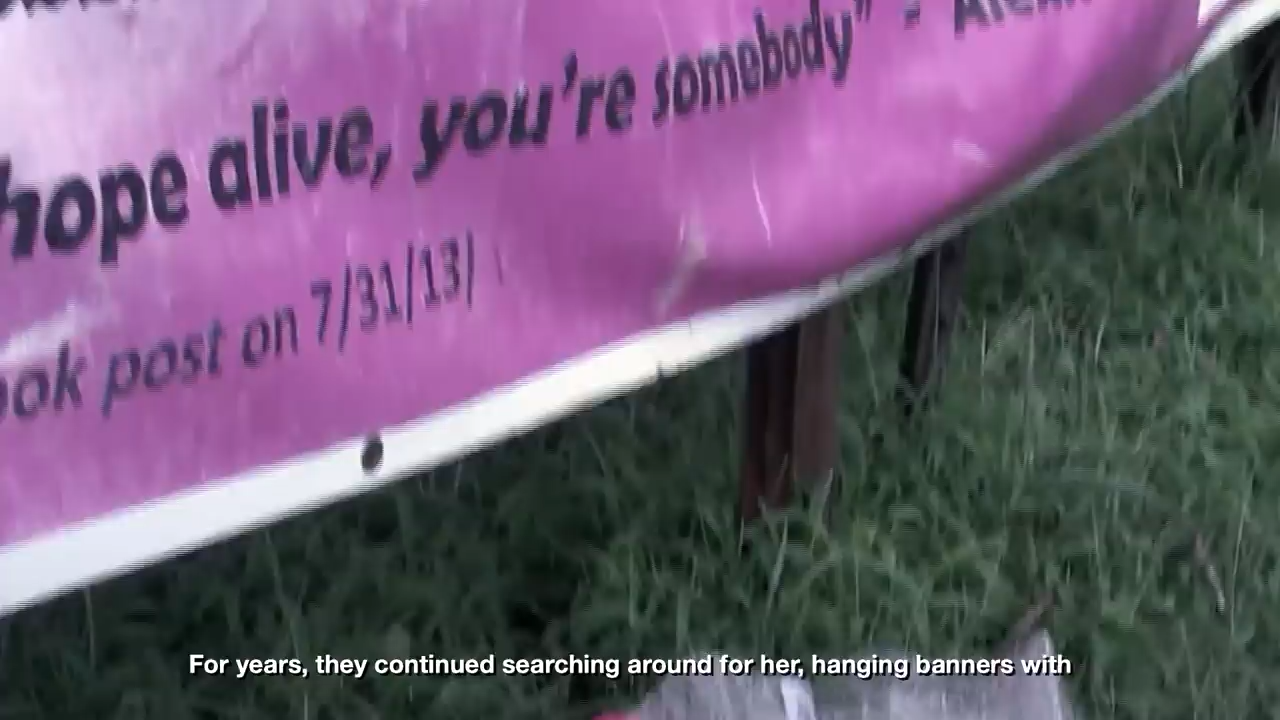 hope alive, you're somebody" -
ook post on 7/31/13)
For years, they continued searching around for her, hanging banners with